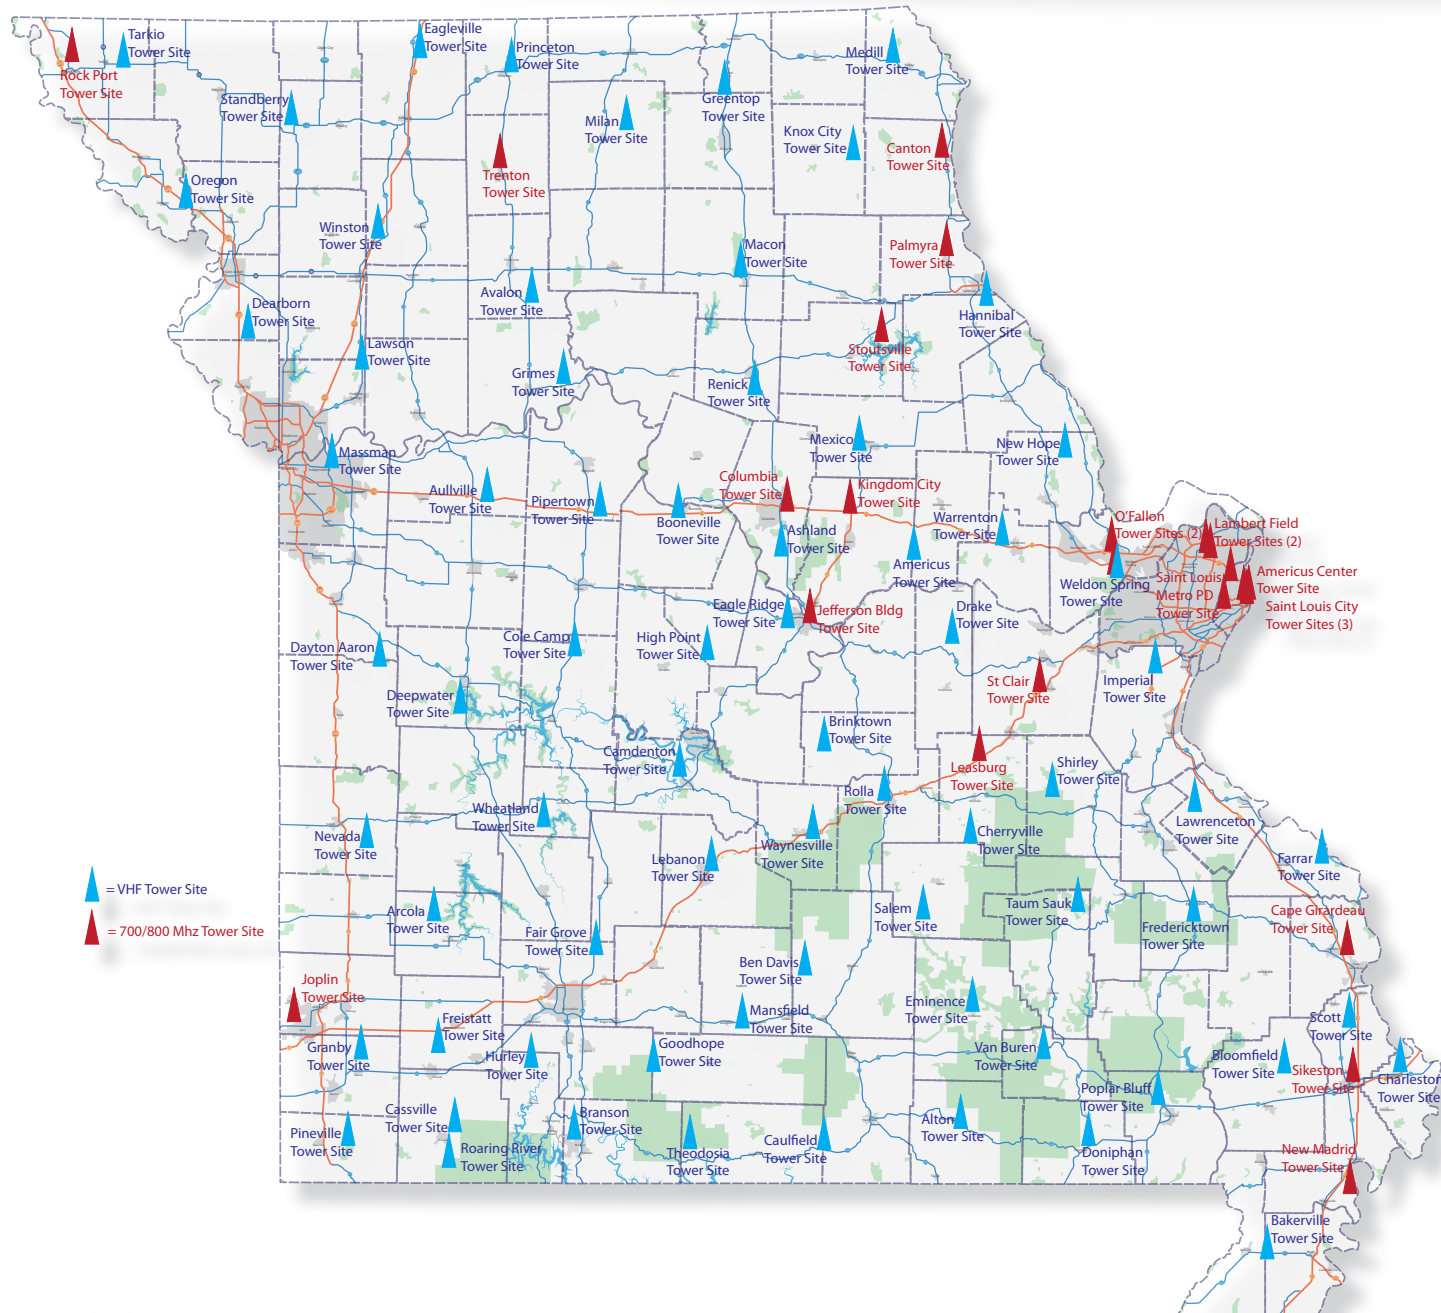 Tarkio
Tower Site
Rock Port
Tower Site
Eagleville
Tower Site
Princeton
Tower Site
Medill
Tower Site
Standberry
Tower Site
Milan
Tower Site
Greentop
Tower Site
Knox City
Tower Site
Canton
Tower Site
Trenton
Tower Site
Oregon
Tower Site
Winston
Tower Site
Macon
Tower Site
Palmyra
Tower Site
Avalon
Tower Site
Dearborn
Tower Site
Hannibal
Tower Site
Lawson
Tower Site
Stoutsville
Tower Site
Grimes
Tower Site
Renick
Tower Site
Massman
Tower Site
Mexico
Tower Site
New Hope
Tower Site
Aullville
Tower Site
Pipertown
Tower Site
Booneville
Tower Site
Columbia
Tower Site
Kingdom City
Tower Site
Ashland
Tower Site
Warrenton
Tower Site
Americus
Tower Site
O'Fallon
Tower Sites (2)
Lambert Field
Tower Sites (2)
Weldon Spring
Tower Site
Saint Louis
Metro PD
Tower Site
Americus Center
Tower Site
Saint Louis City
Tower Sites (3)
Eagle Ridge
Tower Site
Jefferson Bldg
Tower Site
Drake
Tower Site
Dayton Aaron
Tower Site
Cole Camp
Tower Site
High Point
Tower Site
St Clair
Tower Site
Imperial
Tower Site
Deepwater
Tower Site
Brinktown
Tower Site
Camdenton
Tower Site
Leasburg
Tower Site
Shirley
Tower Site
Rolla
Tower Site
Wheatland
Tower Site
Nevada
Tower Site
Waynesville
Tower Site
Cherryville
Tower Site
Lawrenceton
Tower Site
Lebanon
Tower Site
Farrar
Tower Site
= VHF Tower Site
= 700/800 Mhz Tower Site
Arcola
Tower Site
Salem
Tower Site
Taum Sauk
Tower Site
Fredericktown
Tower Site
Cape Girardeau
Tower Site
Fair Grove
Tower Site
Ben Davis
Tower Site
Joplin
Tower Site
Mansfield
Tower Site
Eminence
Tower Site
Scott
Tower Site
Freistatt
Tower Site
Granby
Tower Site
Hurley
Tower Site
Goodhope
Tower Site
Van Buren
Tower Site
Bloomfield
Tower Site
Sikeston
Tower Site
Charleston
Tower Site
Poplar Bluff
Tower Site
Cassville
Tower Site
Pineville
Tower Site
Roaring River
Tower Site
Branson
Tower Site
Theodosia
Tower Site
Caulfield
Tower Site
Alton
Tower Site
Doniphan
Tower Site
New Madrid
Tower Site
Bakerville
Tower Site